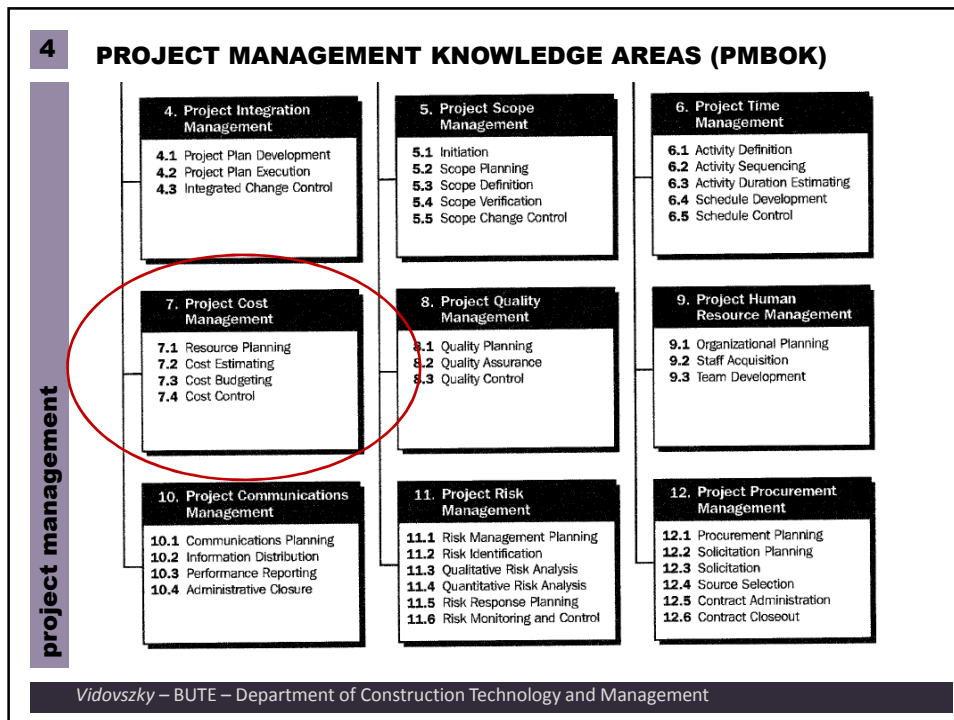 4
PROJECT MANAGEMENT KNOWLEDGE AREAS (PMBOK)
project management
4. Project Integration
Management
4.1 Project Plan Development
4.2 Project Plan Execution
4.3 Integrated Change Control
5. Project Scope
Management
5.1 Initiation
5.2 Scope Planning
5.3 Scope Definition
5.4 Scope Verification
5.5 Scope Change Control
6. Project Time
Management
6.1 Activity Definition
6.2 Activity Sequencing
6.3 Activity Duration Estimating
6.4 Schedule Development
6.5 Schedule Control
7. Project Cost
Management
7.1 Resource Planning
7.2 Cost Estimating
7.3 Cost Budgeting
7.4 Cost Control
8. Project Quality
Management
8.1 Quality Planning
8.2 Quality Assurance
8.3 Quality Control
9. Project Human
Resource Management
9.1 Organizational Planning
9.2 Staff Acquisition
9.3 Team Development
10. Project Communications
Management
10.1 Communications Planning
10.2 Information Distribution
10.3 Performance Reporting
10.4 Administrative Closure
11. Project Risk
Management
11.1 Risk Management Planning
11.2 Risk Identification
11.3 Qualitative Risk Analysis
11.4 Quantitative Risk Analysis
11.5 Risk Response Planning
11.6 Risk Monitoring and Control
12. Project Procurement
Management
12.1 Procurement Planning
12.2 Solicitation Planning
12.3 Solicitation
12.4 Source Selection
12.5 Contract Administration
12.6 Contract Closeout
Vidovszky – BUTE – Department of Construction Technology and Management